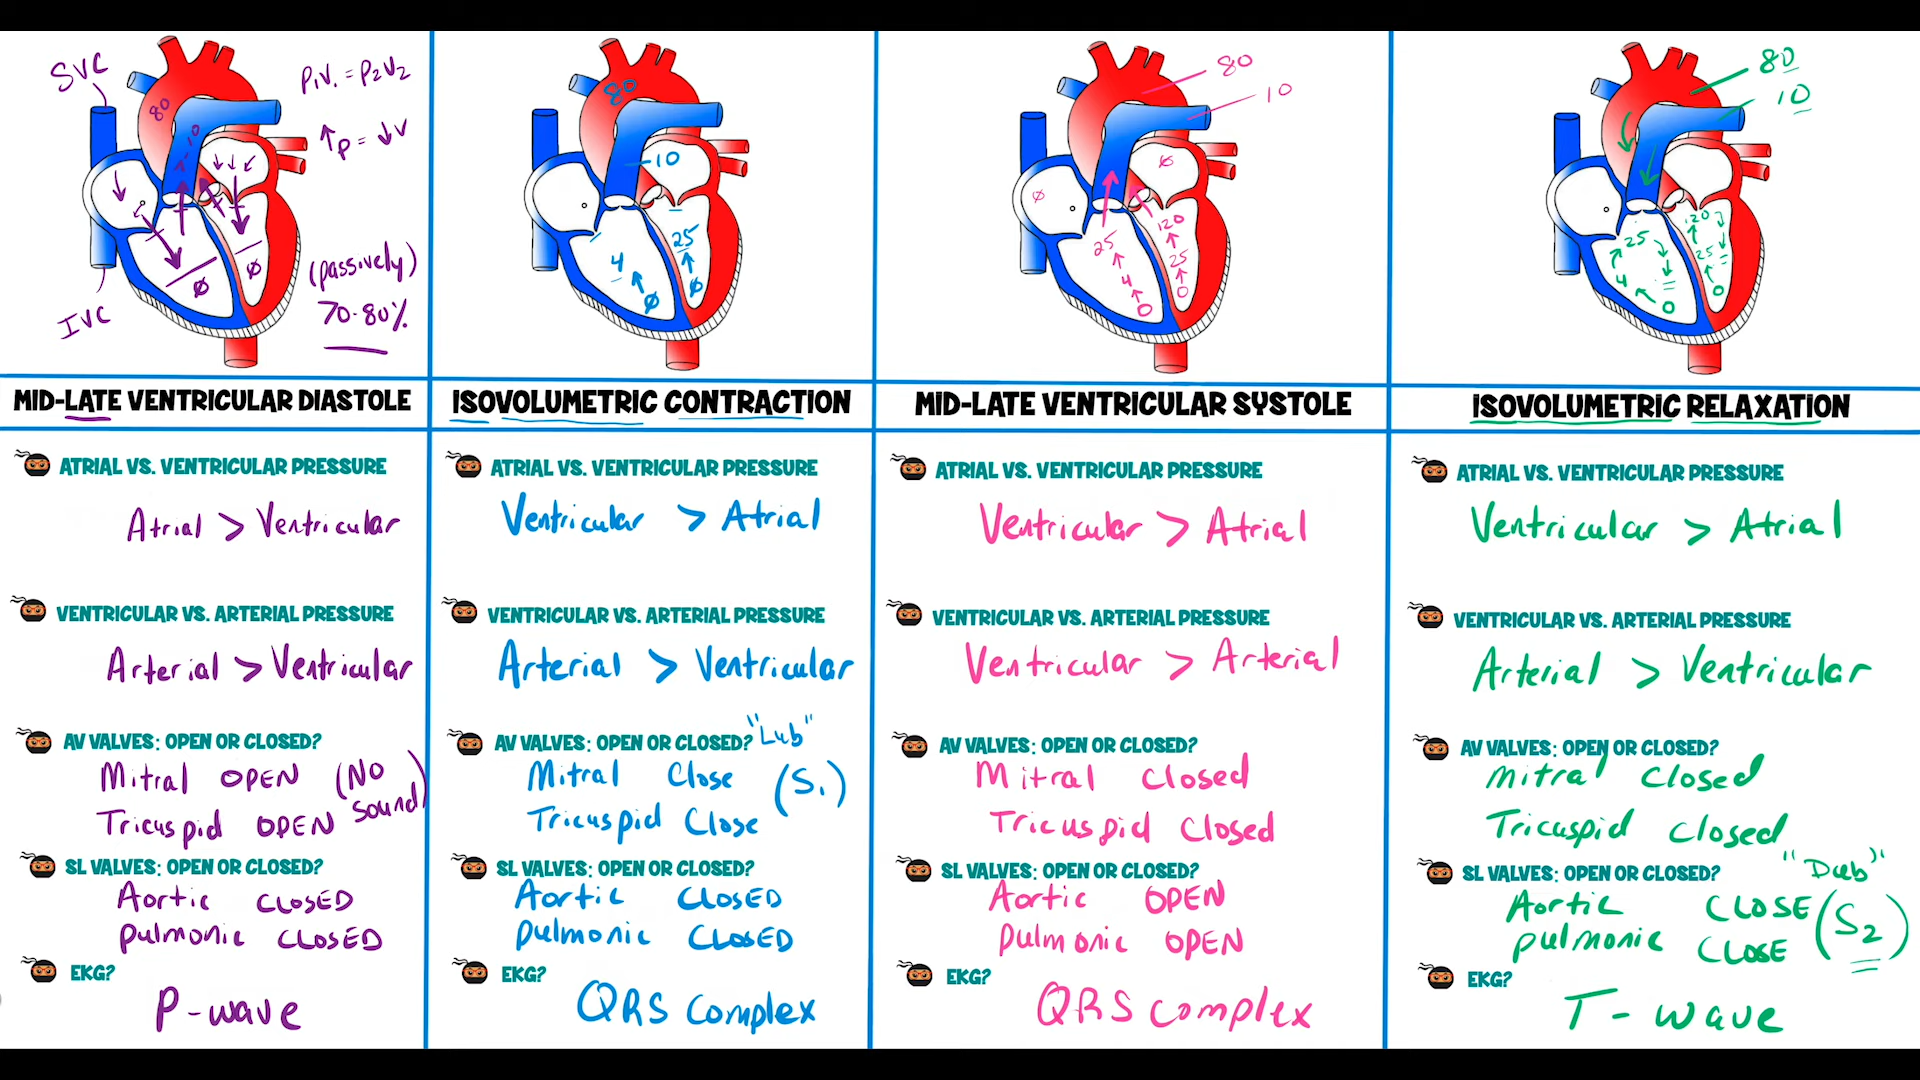 SVC
P1V1 = P2V2
↑P = ↓V
80
~10
(passively)
70-80%
IVC
Ø
Ø
80
10
25
4
Ø
Ø
80
10
Ø
Ø
120
25
25
4
0
0
80
10
120
25
25
4
0
0
MID-LATE VENTRICULAR DIASTOLE
ATRIAL VS. VENTRICULAR PRESSURE
Atrial > Ventricular
VENTRICULAR VS. ARTERIAL PRESSURE
Arterial > Ventricular
AV VALVES: OPEN OR CLOSED?
Mitral OPEN (NO
Tricuspid OPEN sound)
SL VALVES: OPEN OR CLOSED?
Aortic CLOSED
pulmonic CLOSED
EKG?
P-wave
ISOVOLUMETRIC CONTRACTION
ATRIAL VS. VENTRICULAR PRESSURE
Ventricular > Atrial
VENTRICULAR VS. ARTERIAL PRESSURE
Arterial > Ventricular
AV VALVES: OPEN OR CLOSED? "Lub"
Mitral Close (S1)
Tricuspid Close
SL VALVES: OPEN OR CLOSED?
Aortic CLOSED
pulmonic CLOSED
EKG?
QRS complex
MID-LATE VENTRICULAR SYSTOLE
ATRIAL VS. VENTRICULAR PRESSURE
Ventricular > Atrial
VENTRICULAR VS. ARTERIAL PRESSURE
Ventricular > Arterial
AV VALVES: OPEN OR CLOSED?
Mitral Closed
Tricuspid Closed
SL VALVES: OPEN OR CLOSED?
Aortic OPEN
pulmonic OPEN
EKG?
QRS complex
ISOVOLUMETRIC RELAXATION
ATRIAL VS. VENTRICULAR PRESSURE
Ventricular > Atrial
VENTRICULAR VS. ARTERIAL PRESSURE
Arterial > Ventricular
AV VALVES: OPEN OR CLOSED?
Mitral Closed
Tricuspid closed
SL VALVES: OPEN OR CLOSED? "Dub"
Aortic CLOSE (S2)
pulmonic CLOSE
EKG?
T-wave